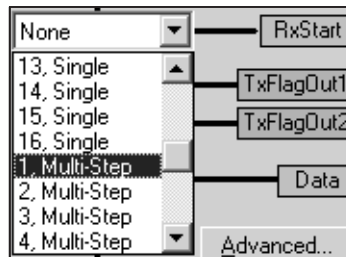 None
RxStart
13, Single
14, Single
TxFlagOut1
15, Single
TxFlagOut2
16, Single
1, Multi-Step
2, Multi-Step
Data
3, Multi-Step
4, Multi-Step
Advanced...